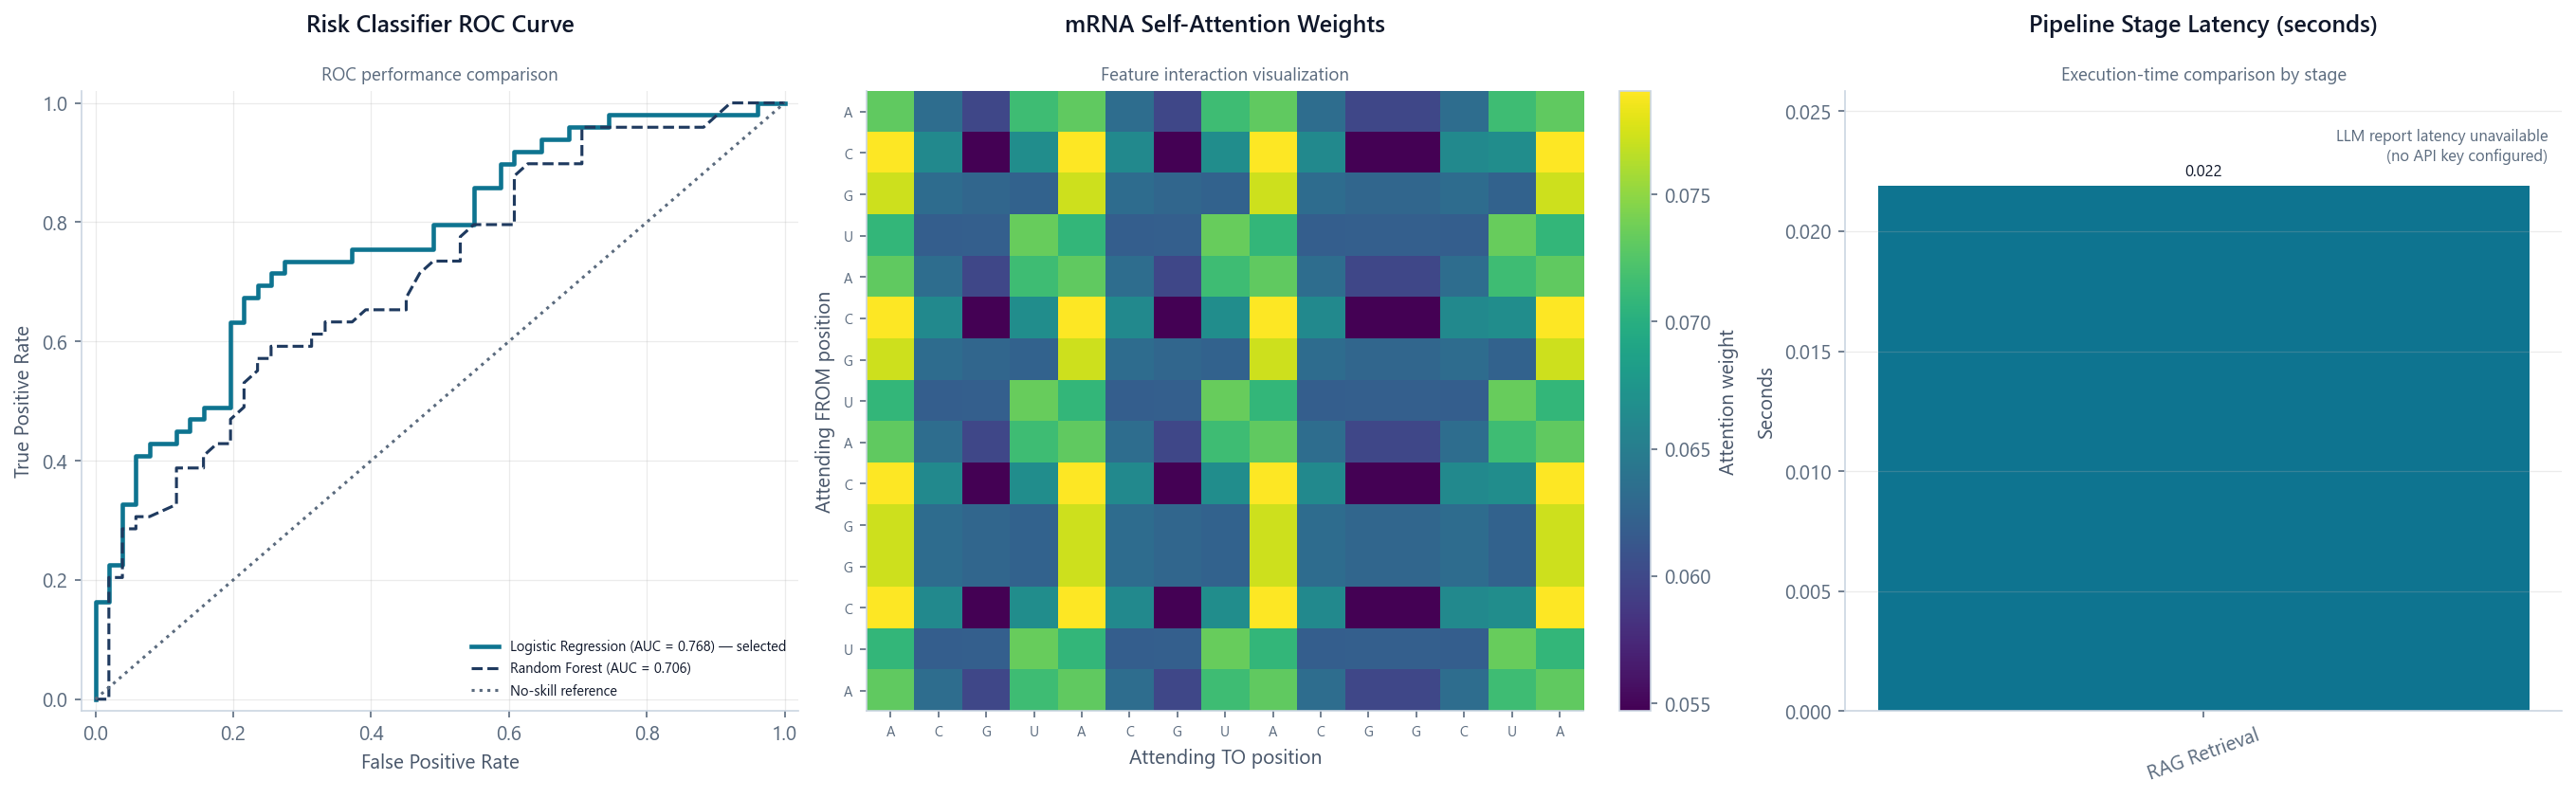 Risk Classifier ROC Curve
ROC performance comparison
True Positive Rate
1.0
0.8
0.6
0.4
0.2
0.0
Logistic Regression (AUC = 0.768) — selected
Random Forest (AUC = 0.706)
No-skill reference
0.0 0.2 0.4 0.6 0.8 1.0
False Positive Rate
mRNA Self-Attention Weights
Feature interaction visualization
Attending FROM position
A
C
G
U
A
C
G
U
A
C
G
G
C
U
A
A C G U A C G U A C G G C U A
Attending TO position
0.075
0.070
0.065
0.060
0.055
Attention weight
Pipeline Stage Latency (seconds)
Execution-time comparison by stage
Seconds
0.025
0.020
0.015
0.010
0.005
0.000
LLM report latency unavailable
(no API key configured)
0.022
RAG Retrieval